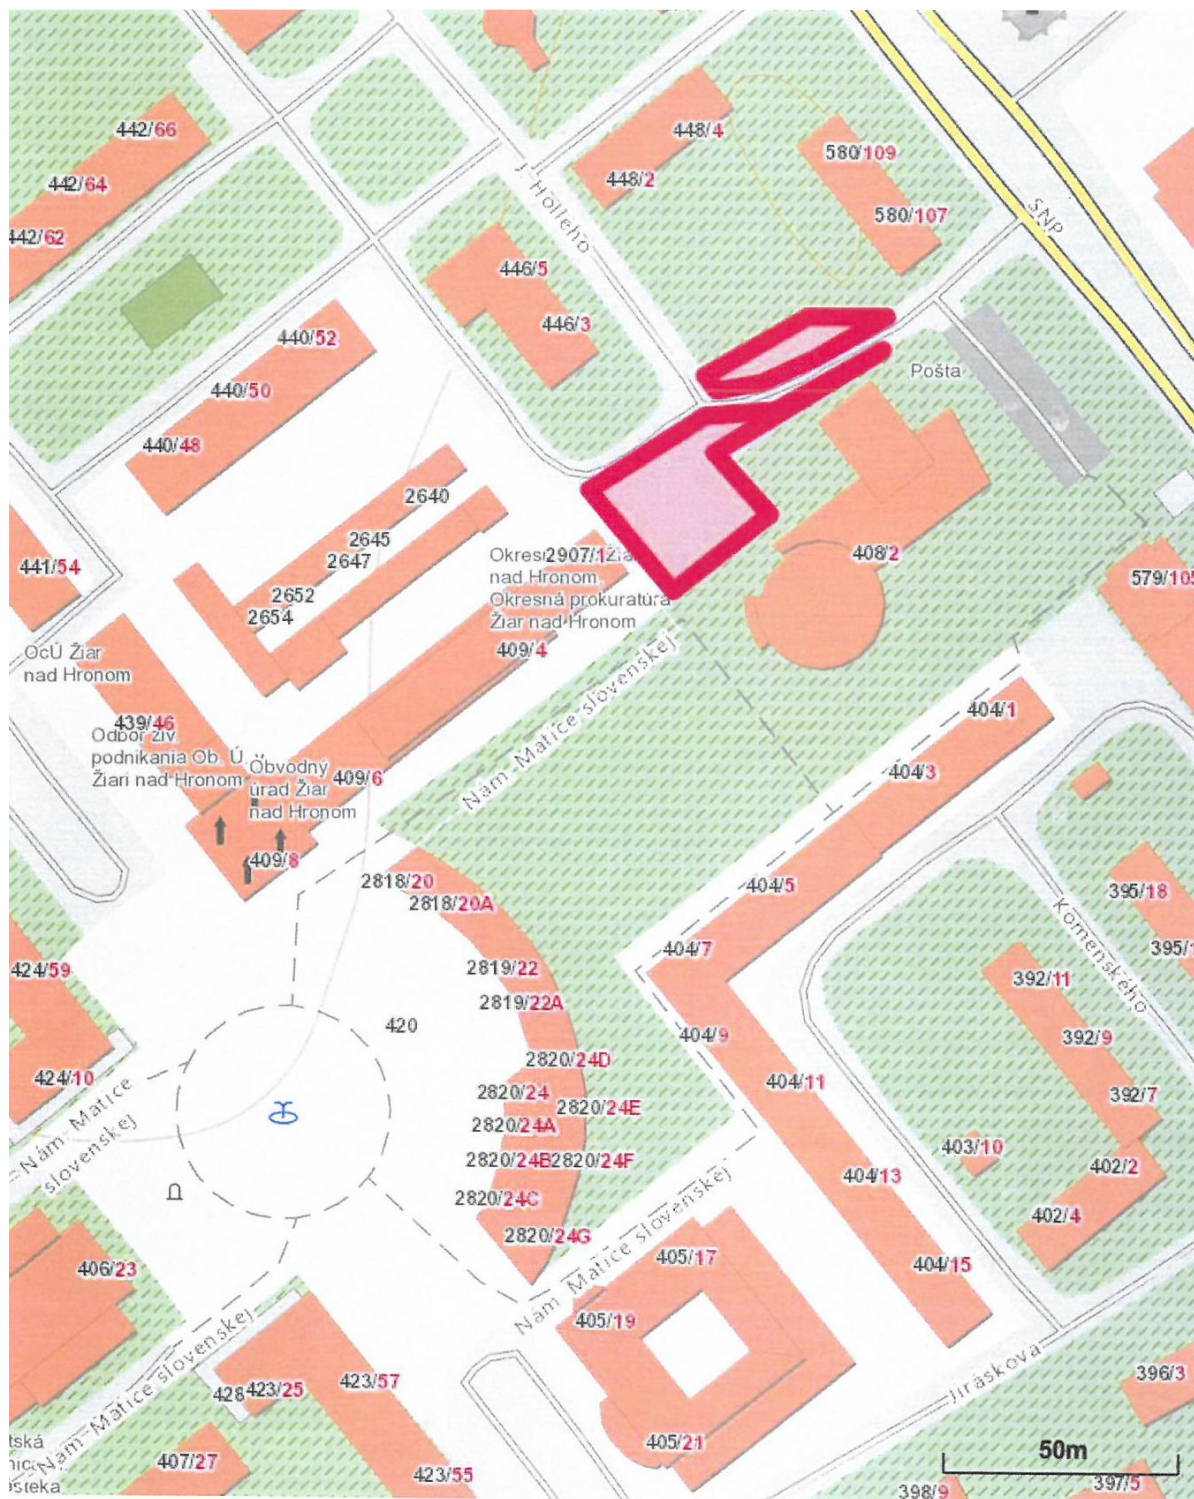 442/66
448/4
580/109
442/64
448/2
J. Hollého
580/107
SNP
442/62
446/5
446/3
440/52
Pošta
440/50
440/48
2640
2645
2647
441/54
2907/12
nad Hronom
Okresná prokuratúra
Žiar nad Hronom
408/2
579/105
2652
2654
OcÚ Žiar
nad Hronom
409/4
Nám. Matice slovenskej
439/46
Odbor živ.
podnikania Ob. Ú.
Žiari nad Hronom
Obvodný
úrad Žiar
nad Hronom
409/6
404/1
404/3
409/8
2818/20
2818/20A
404/5
395/18
404/7
Komenského
424/59
2819/22
2819/22A
392/11
420
404/9
392/9
424/10
2820/24D
404/11
2820/24
2820/24E
392/7
2820/24A
Nám. Matice
slovenskej
2820/24B
2820/24F
403/10
402/2
404/13
2820/24C
402/4
2820/24G
Nám. Matice slovenskej
405/17
404/15
406/23
405/19
Jiráskova
396/3
Nám. Matice slovenskej
428
423/25
423/57
405/21
50m
407/27
423/55
398/9
397/5